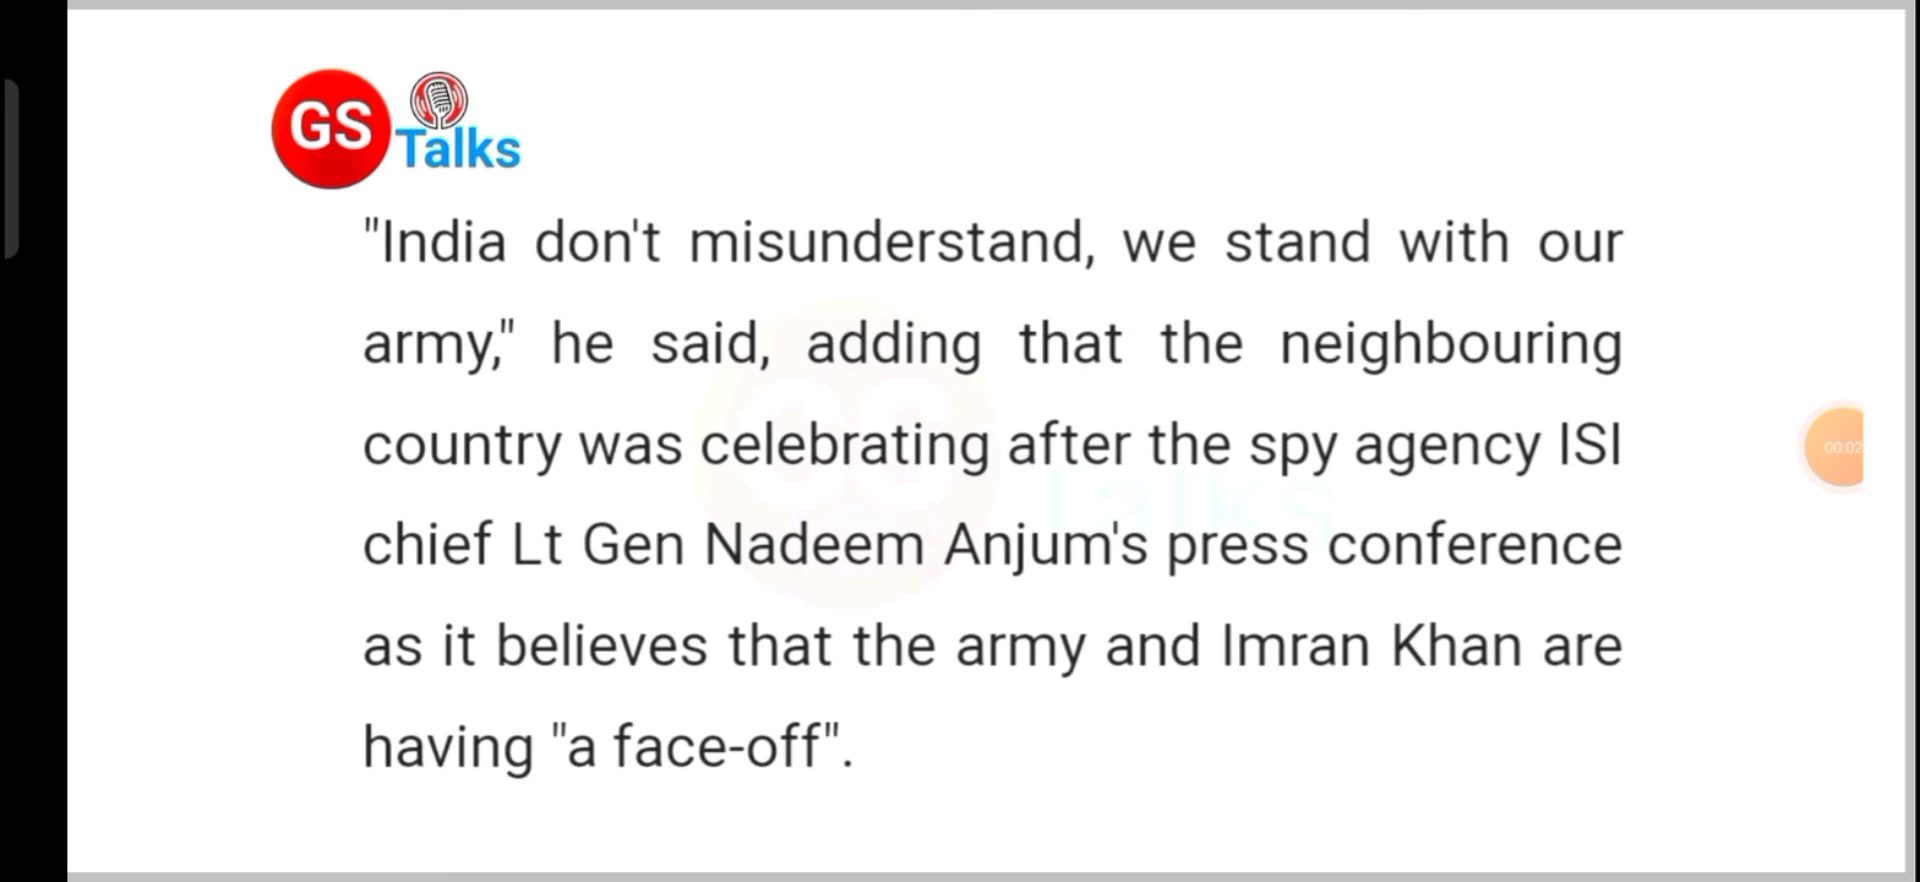 GS
Talks
"India don't misunderstand, we stand with our
army," he said, adding that the neighbouring
country was celebrating after the spy agency ISI
chief Lt Gen Nadeem Anjum's press conference
as it believes that the army and Imran Khan are
having "a face-off".
00:02